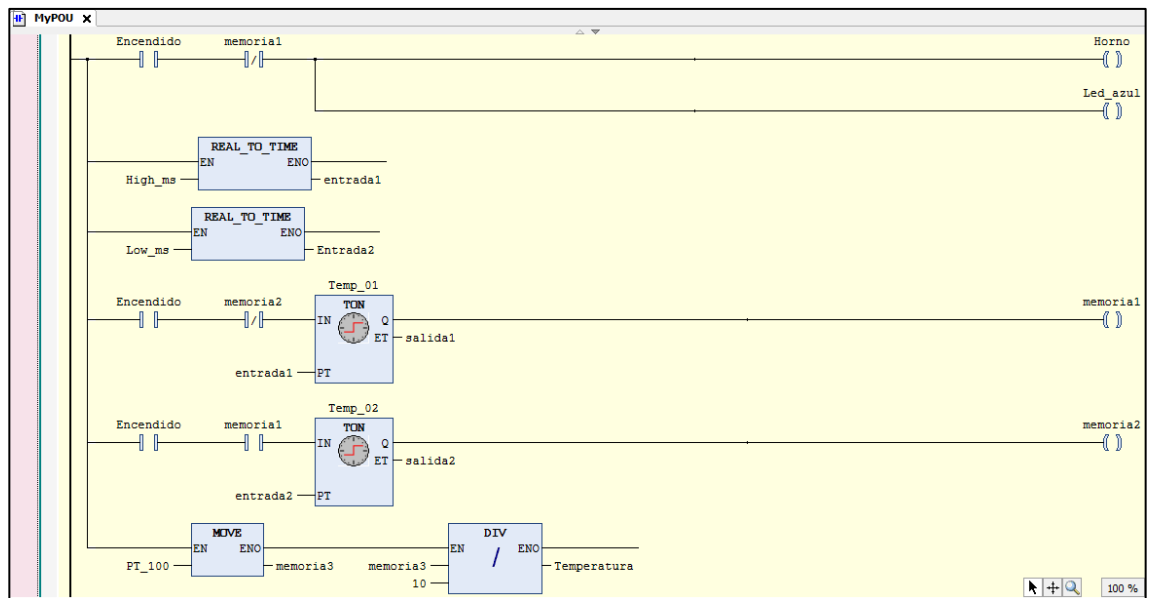 MyPOU X
Encendido memoria1 Horno
Led_azul
REAL_TO_TIME
EN ENO
High_ms entrada1
REAL_TO_TIME
EN ENO
Low_ms Entrada2
Temp_01
Encendido memoria2 TON memoria1
IN Q
ET salida1
entrada1 PT
Temp_02
Encendido memoria1 TON memoria2
IN Q
ET salida2
entrada2 PT
MOVE DIV
EN ENO EN ENO
PT_100 memoria3 memoria3 / Temperatura
10
100 %